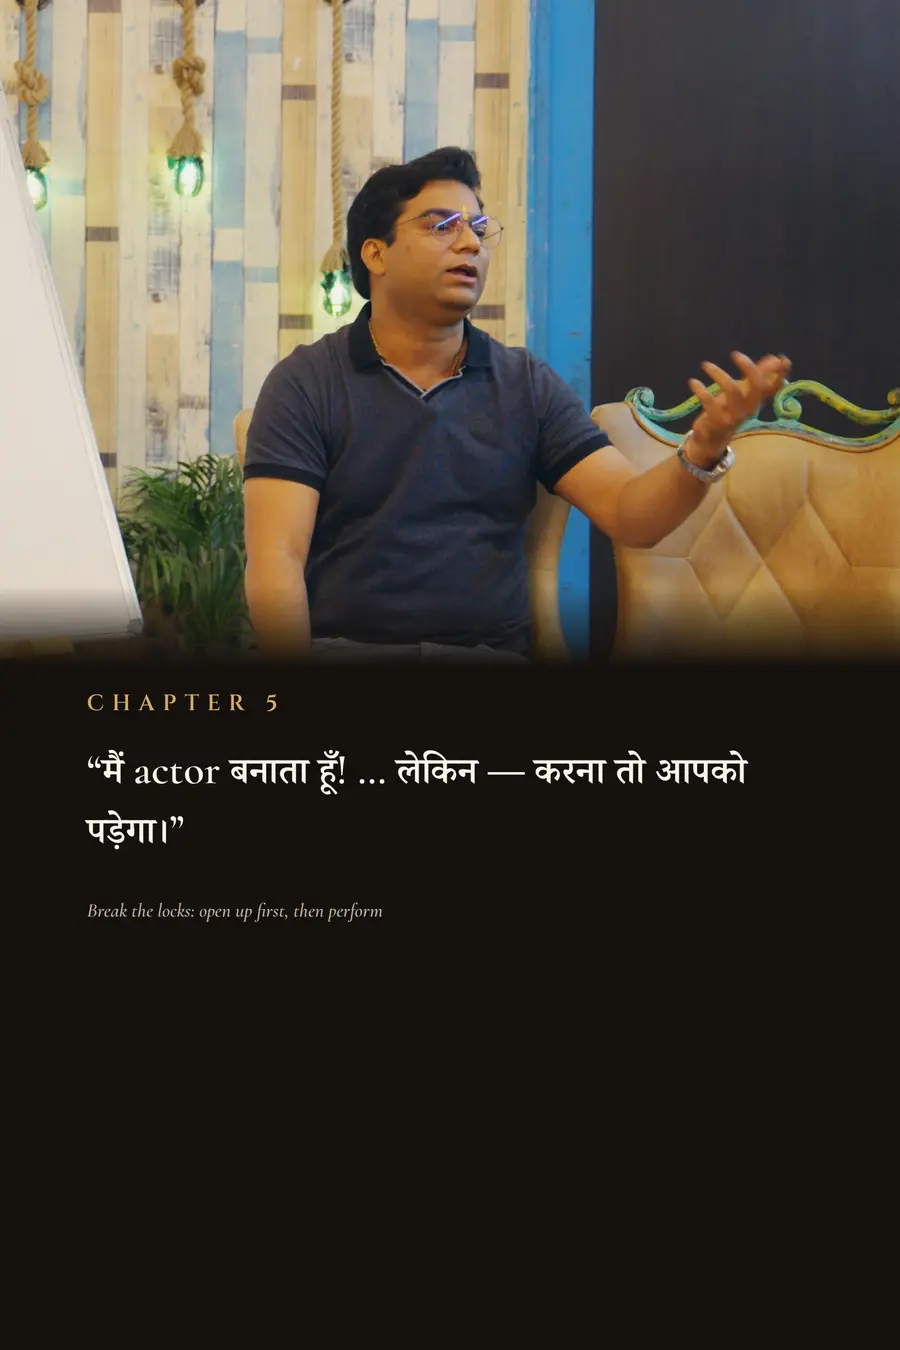 CHAPTER 5
“मैं actor बनाता हूँ! … लेकिन — करना तो आपको
पड़ेगा।”
Break the locks: open up first, then perform